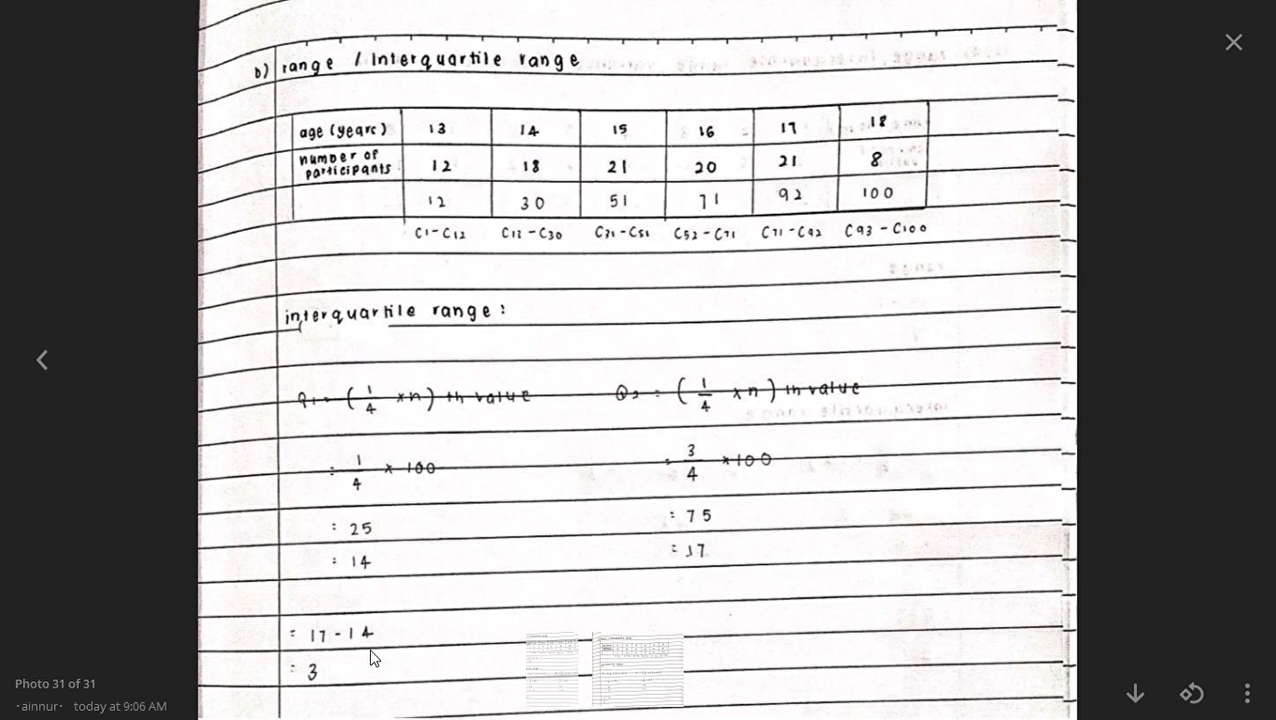 b) range / Interquartile range
age (years) 13 14 15 16 17 18
number of participants 12 18 21 20 21 8
12 30 51 71 92 100
C1-C12 C13-C30 C31-C51 C52-C71 C71-C92 C93-C100
interquartile range:
Q1 = (1/4 × n) th value Q3 = (1/4 × n) th value
= 1/4 × 100 = 3/4 × 100
= 25 = 75
= 14 = 17
= 17 - 14
= 3
Photo 31 of 31
today at 9:06 AM